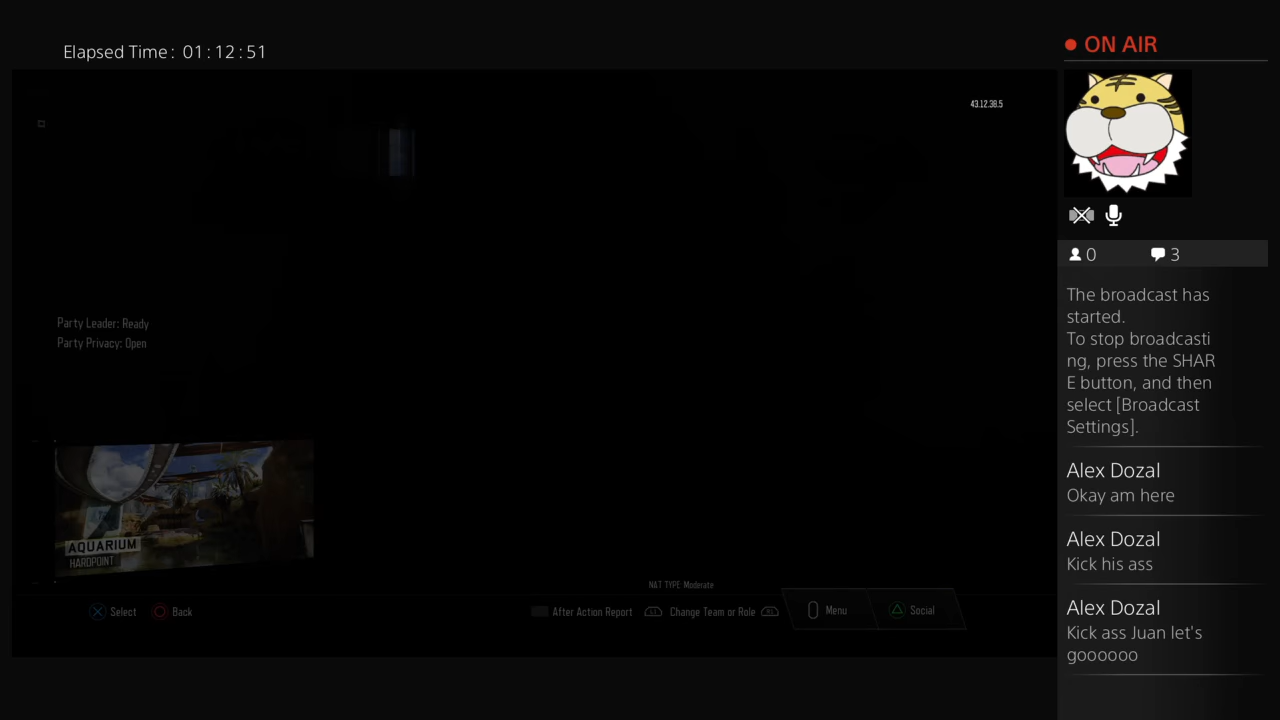 Elapsed Time: 01:12:51
ON AIR
43.12.38.5
0
3
The broadcast has
started.
To stop broadcasti
ng, press the SHAR
E button, and then
select [Broadcast
Settings].
Alex Dozal
Okay am here
Alex Dozal
Kick his ass
Alex Dozal
Kick ass Juan let's
goooooo
Party Leader: Ready
Party Privacy: Open
AQUARIUM
HARDPOINT
NAT TYPE: Moderate
Select
Back
After Action Report
Change Team or Role
Menu
Social